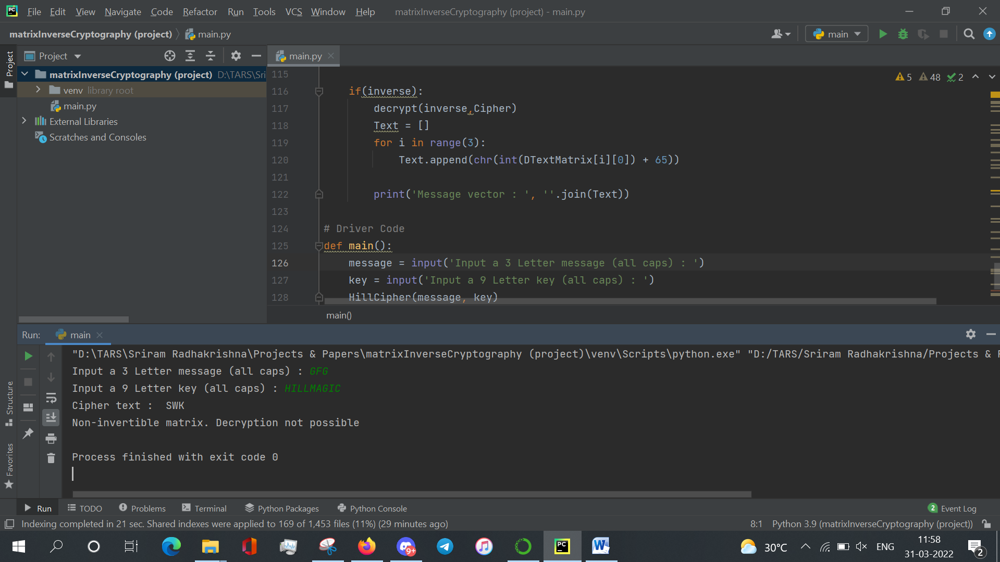 File Edit View Navigate Code Refactor Run Tools VCS Window Help matrixInverseCryptography (project) - main.py
matrixInverseCryptography (project) main.py
main
Project
main.py
Project
matrixInverseCryptography (project) D:\TARS\Sri
venv library root
main.py
External Libraries
Scratches and Consoles
5 48 2
115
116 if(inverse):
117 decrypt(inverse,Cipher)
118 Text = []
119 for i in range(3):
120 Text.append(chr(int(DTextMatrix[i][0]) + 65))
121
122 print('Message vector : ', ''.join(Text))
123
124 # Driver Code
125 def main():
126 message = input('Input a 3 Letter message (all caps) : ')
127 key = input('Input a 9 Letter key (all caps) : ')
128 HillCipher(message, key)
main()
Run: main
"D:\TARS\Sriram Radhakrishna\Projects & Papers\matrixInverseCryptography (project)\venv\Scripts\python.exe" "D:/TARS/Sriram Radhakrishna/Projects &
Input a 3 Letter message (all caps) : GFG
Input a 9 Letter key (all caps) : HILLMAGIC
Cipher text :  SWK
Non-invertible matrix. Decryption not possible
Process finished with exit code 0
Structure
Favorites
Run TODO Problems Terminal Python Packages Python Console 2 Event Log
Indexing completed in 21 sec. Shared indexes were applied to 169 of 1,453 files (11%) (29 minutes ago) 8:1 Python 3.9 (matrixInverseCryptography (project))
9+ PC W 30°C ENG 11:58
31-03-2022 2